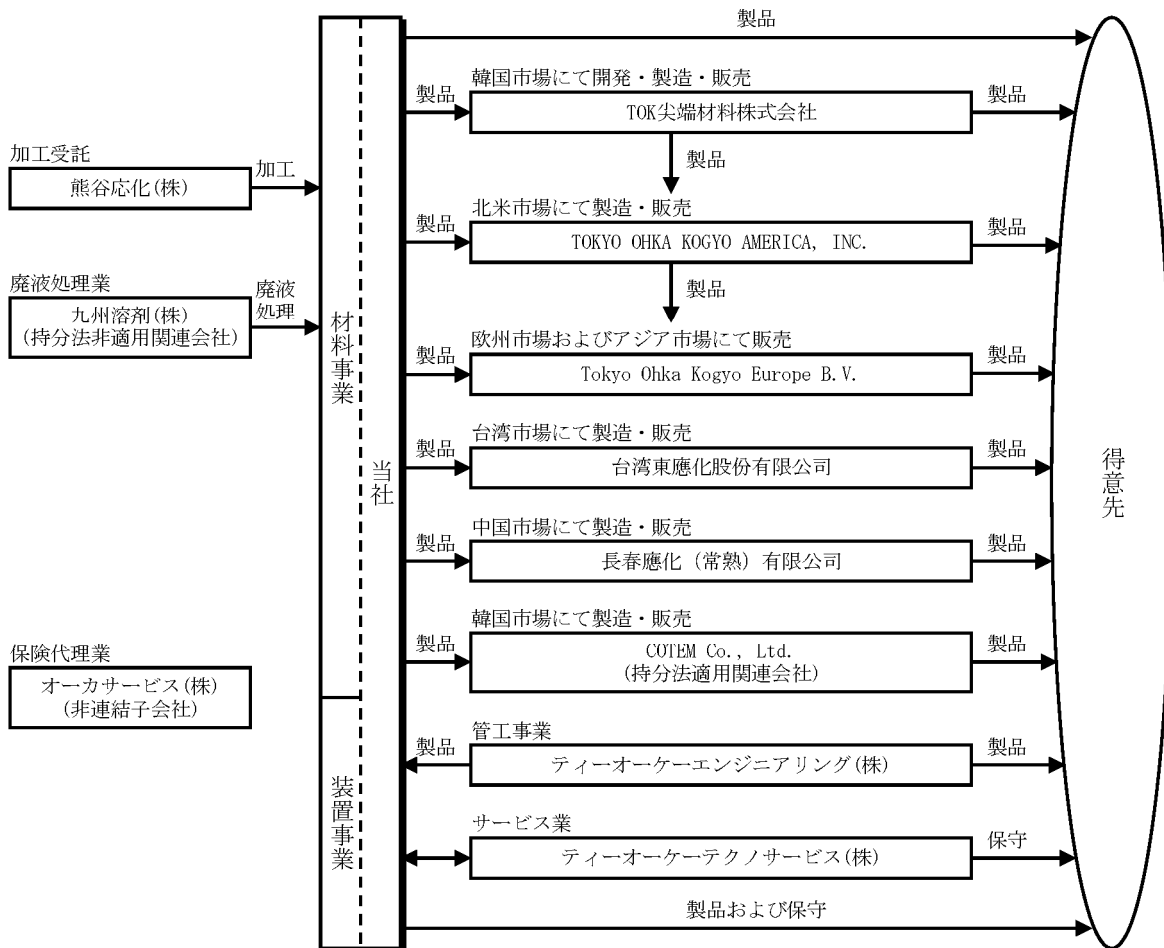 製品
韓国市場にて開発・製造・販売
製品
TOK尖端材料株式会社
製品
製品
加工受託
熊谷応化(株)
加工
北米市場にて製造・販売
製品
TOKYO OHKA KOGYO AMERICA, INC.
製品
製品
廃液処理業
九州溶剤(株)
(持分法非適用関連会社)
廃液
処理
欧州市場およびアジア市場にて販売
製品
Tokyo Ohka Kogyo Europe B.V.
製品
材料事業
当社
得意先
台湾市場にて製造・販売
製品
台湾東應化股份有限公司
製品
中国市場にて製造・販売
製品
長春應化（常熟）有限公司
製品
韓国市場にて製造・販売
製品
COTEM Co., Ltd.
(持分法適用関連会社)
製品
保険代理業
オーカサービス(株)
(非連結子会社)
装置事業
管工事業
製品
ティーオーケーエンジニアリング(株)
製品
サービス業
ティーオーケーテクノサービス(株)
保守
製品および保守